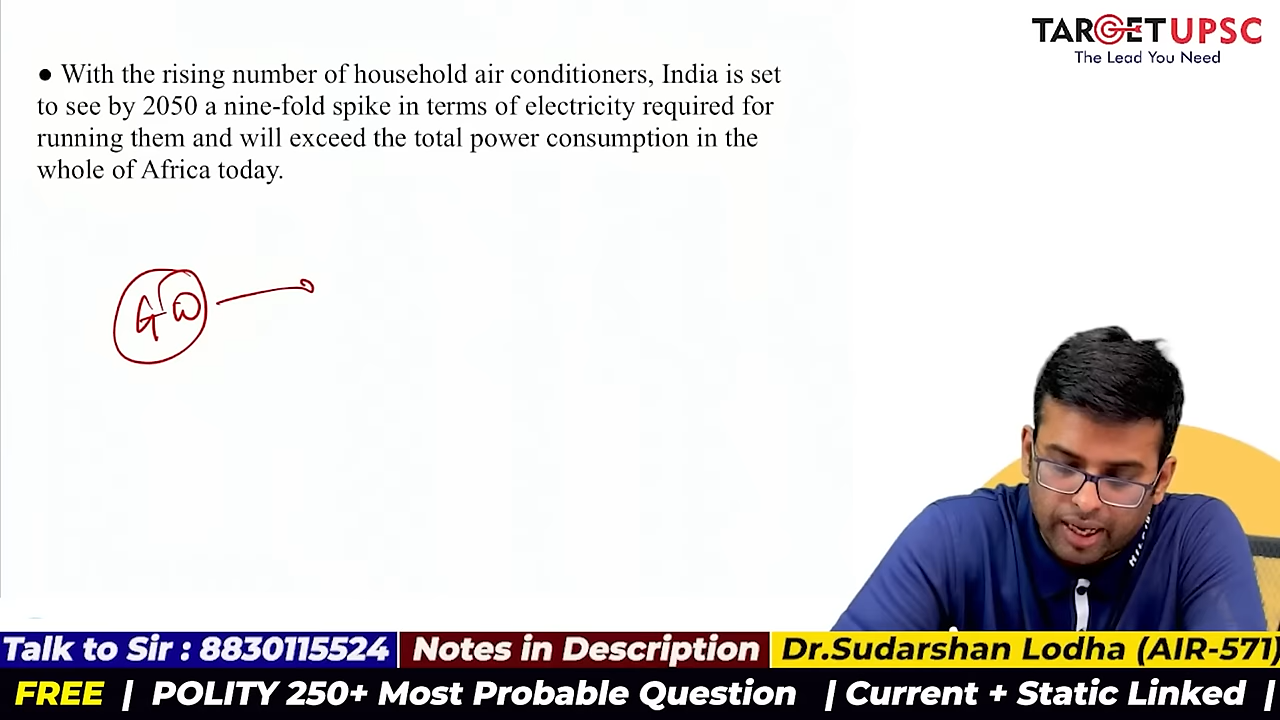 TARGET UPSC
The Lead You Need
● With the rising number of household air conditioners, India is set
to see by 2050 a nine-fold spike in terms of electricity required for
running them and will exceed the total power consumption in the
whole of Africa today.
GW
HILFIG
Talk to Sir : 8830115524 Notes in Description Dr.Sudarshan Lodha (AIR-571)
FREE | POLITY 250+ Most Probable Question | Current + Static Linked |